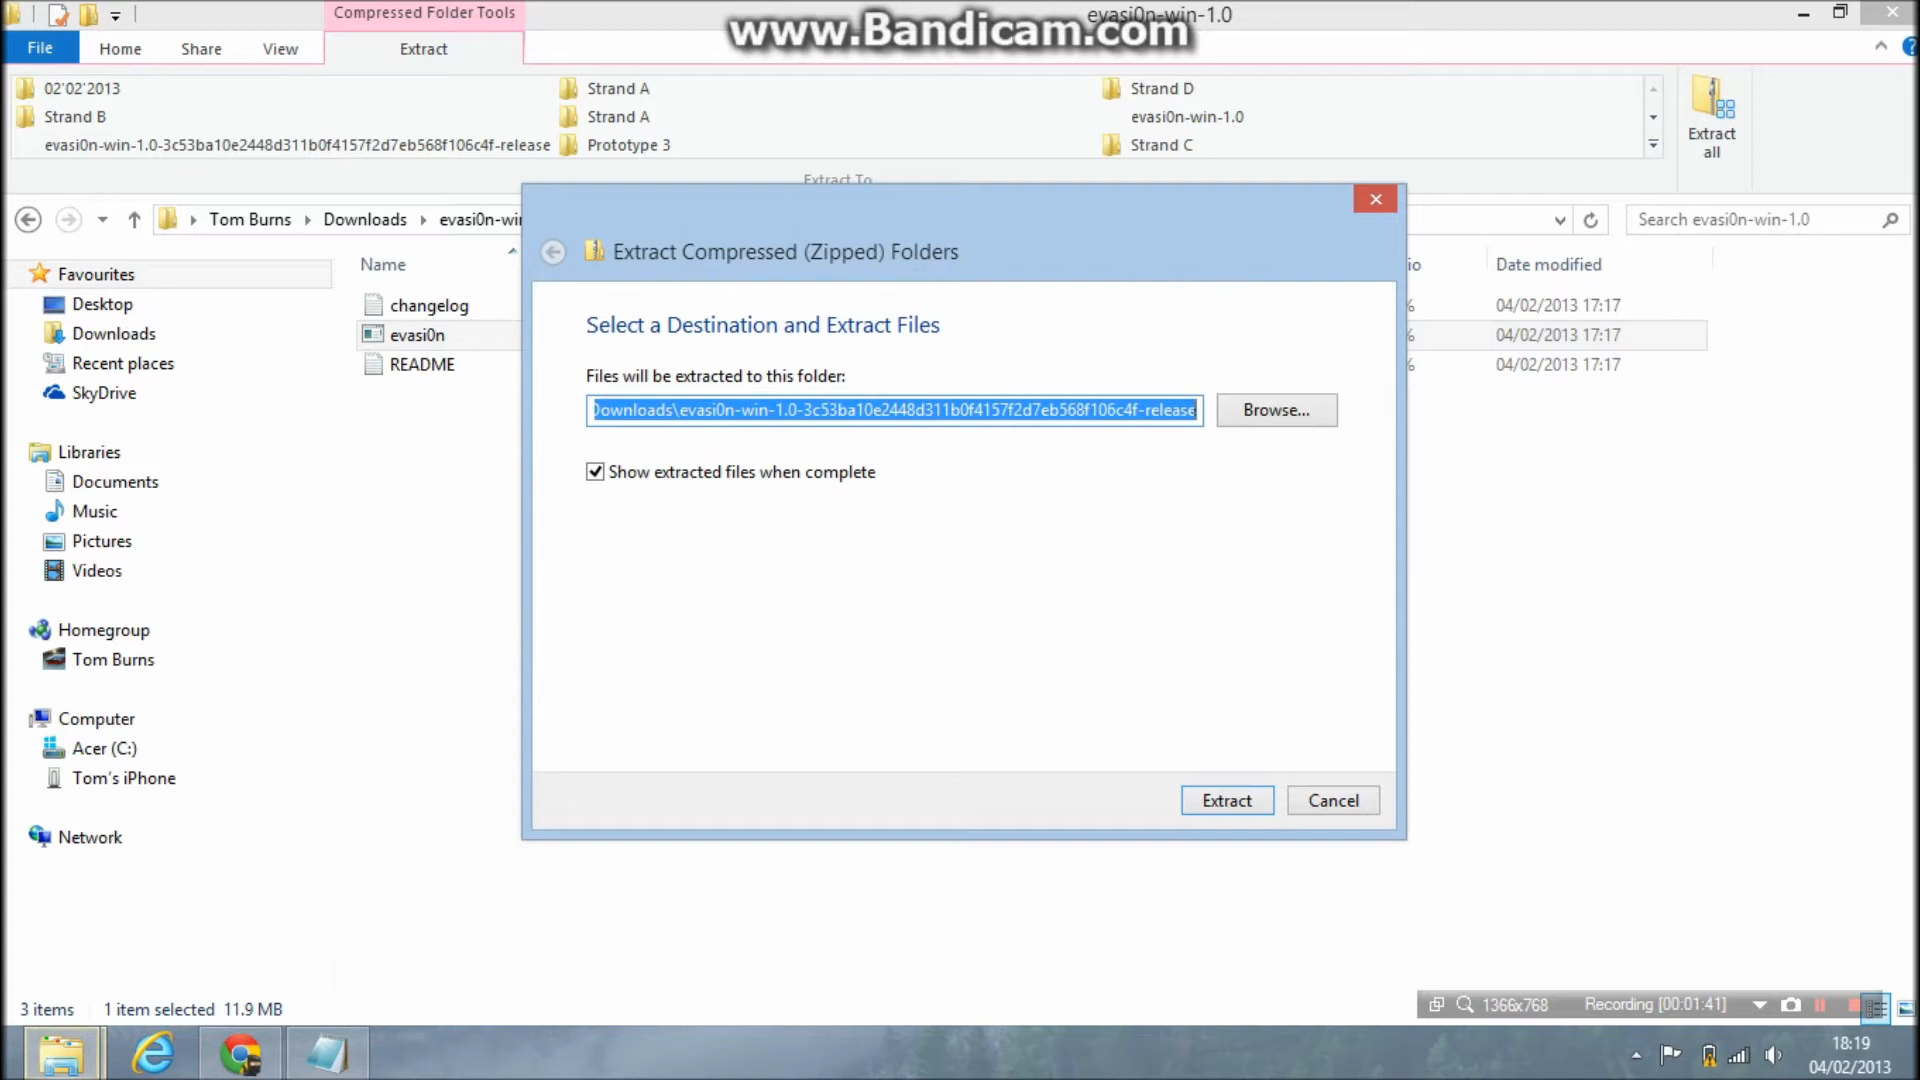 Compressed Folder Tools
evasi0n-win-1.0
www.Bandicam.com
File
Home
Share
View
Extract
02'02'2013
Strand A
Strand D
Strand B
Strand A
evasi0n-win-1.0
evasi0n-win-1.0-3c53ba10e2448d311b0f4157f2d7eb568f106c4f-release
Prototype 3
Strand C
Extract all
Extract To
Tom Burns
Downloads
evasi0n-wi
Search evasi0n-win-1.0
Extract Compressed (Zipped) Folders
Name
io
Date modified
Favourites
Desktop
Downloads
Recent places
SkyDrive
changelog
04/02/2013 17:17
evasi0n
% 04/02/2013 17:17
README
% 04/02/2013 17:17
Select a Destination and Extract Files
Files will be extracted to this folder:
Downloads\evasi0n-win-1.0-3c53ba10e2448d311b0f4157f2d7eb568f106c4f-release
Browse...
Show extracted files when complete
Libraries
Documents
Music
Pictures
Videos
Homegroup
Tom Burns
Computer
Acer (C:)
Tom's iPhone
Network
Extract
Cancel
3 items
1 item selected 11.9 MB
1366x768
Recording [00:01:41]
18:19
04/02/2013